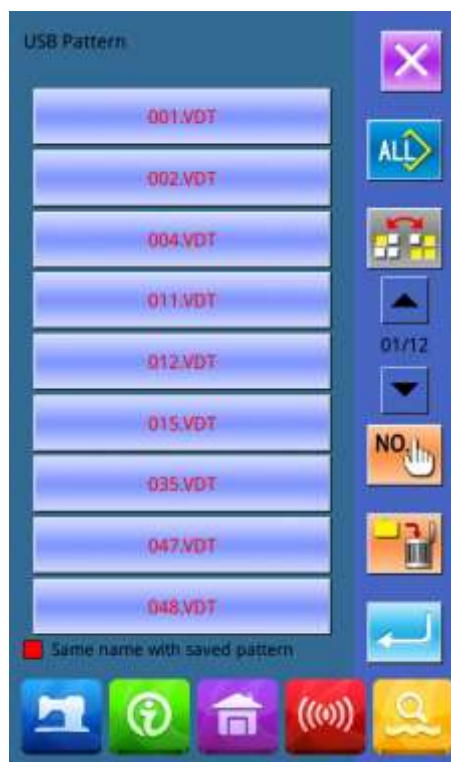 USB Pattern
001.VDT
ALL
002.VDT
004.VDT
011.VDT
01/12
012.VDT
015.VDT
NO.
035.VDT
047.VDT
048.VDT
Same name with saved pattern